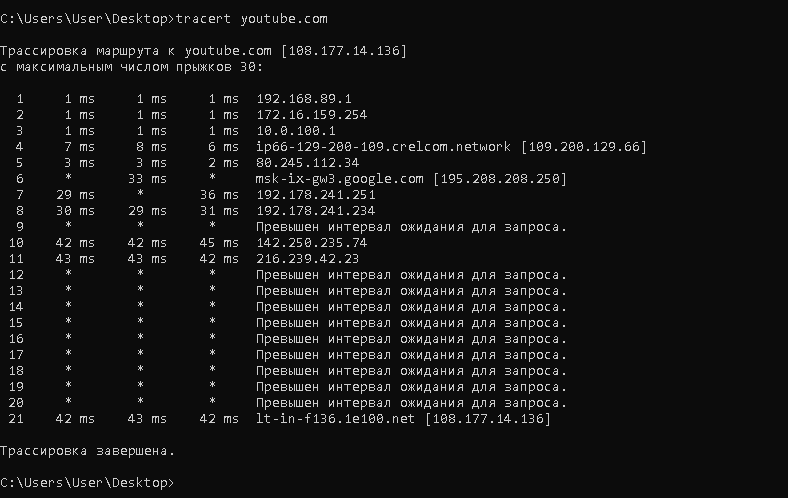 C:\Users\User\Desktop>tracert youtube.com
Трассировка маршрута к youtube.com [108.177.14.136]
с максимальным числом прыжков 30:
1 1 ms 1 ms 1 ms 192.168.89.1
2 1 ms 1 ms 1 ms 172.16.159.254
3 1 ms 1 ms 1 ms 10.0.100.1
4 7 ms 8 ms 6 ms ip66-129-200-109.crelcom.network [109.200.129.66]
5 3 ms 3 ms 2 ms 80.245.112.34
6 * 33 ms * msk-ix-gw3.google.com [195.208.208.250]
7 29 ms * 36 ms 192.178.241.251
8 30 ms 29 ms 31 ms 192.178.241.234
9 * * * Превышен интервал ожидания для запроса.
10 42 ms 42 ms 45 ms 142.250.235.74
11 43 ms 43 ms 42 ms 216.239.42.23
12 * * * Превышен интервал ожидания для запроса.
13 * * * Превышен интервал ожидания для запроса.
14 * * * Превышен интервал ожидания для запроса.
15 * * * Превышен интервал ожидания для запроса.
16 * * * Превышен интервал ожидания для запроса.
17 * * * Превышен интервал ожидания для запроса.
18 * * * Превышен интервал ожидания для запроса.
19 * * * Превышен интервал ожидания для запроса.
20 * * * Превышен интервал ожидания для запроса.
21 42 ms 43 ms 42 ms lt-in-f136.1e100.net [108.177.14.136]
Трассировка завершена.
C:\Users\User\Desktop>